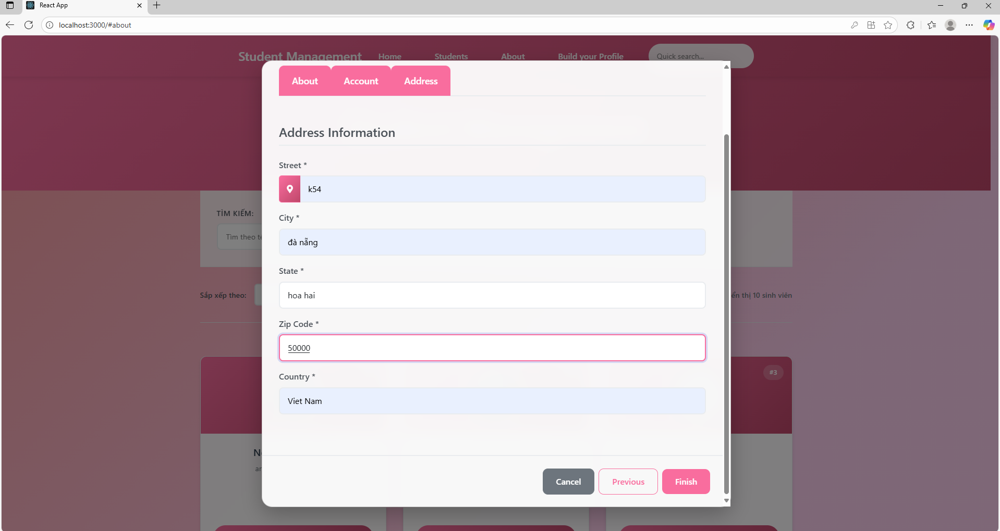 React App
localhost:3000/#about
Student Management
Home
Students
About
Build your Profile
Quick search...
About
Account
Address
Address Information
Street *
k54
City *
đà nẵng
State *
hoa hai
Zip Code *
50000
Country *
Viet Nam
Cancel
Previous
Finish
TÌM KIẾM:
Tìm theo
Sắp xếp theo:
thị 10 sinh viên
#3